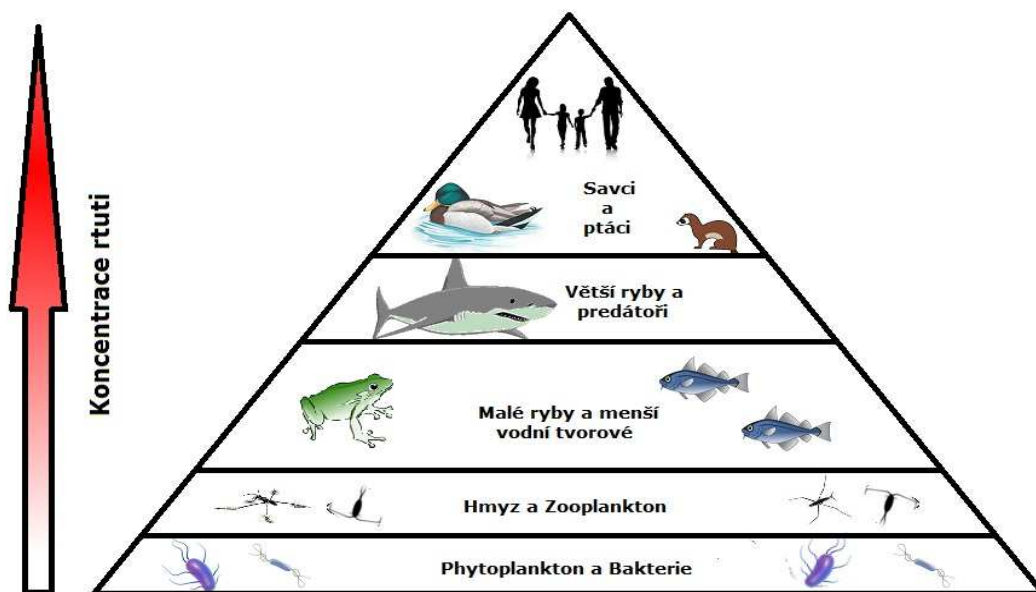 Koncentrace rtuti
Savci
a
ptáci
Větší ryby a
predátoři
Malé ryby a menší
vodní tvorové
Hmyz a Zooplankton
Phytoplankton a Bakterie